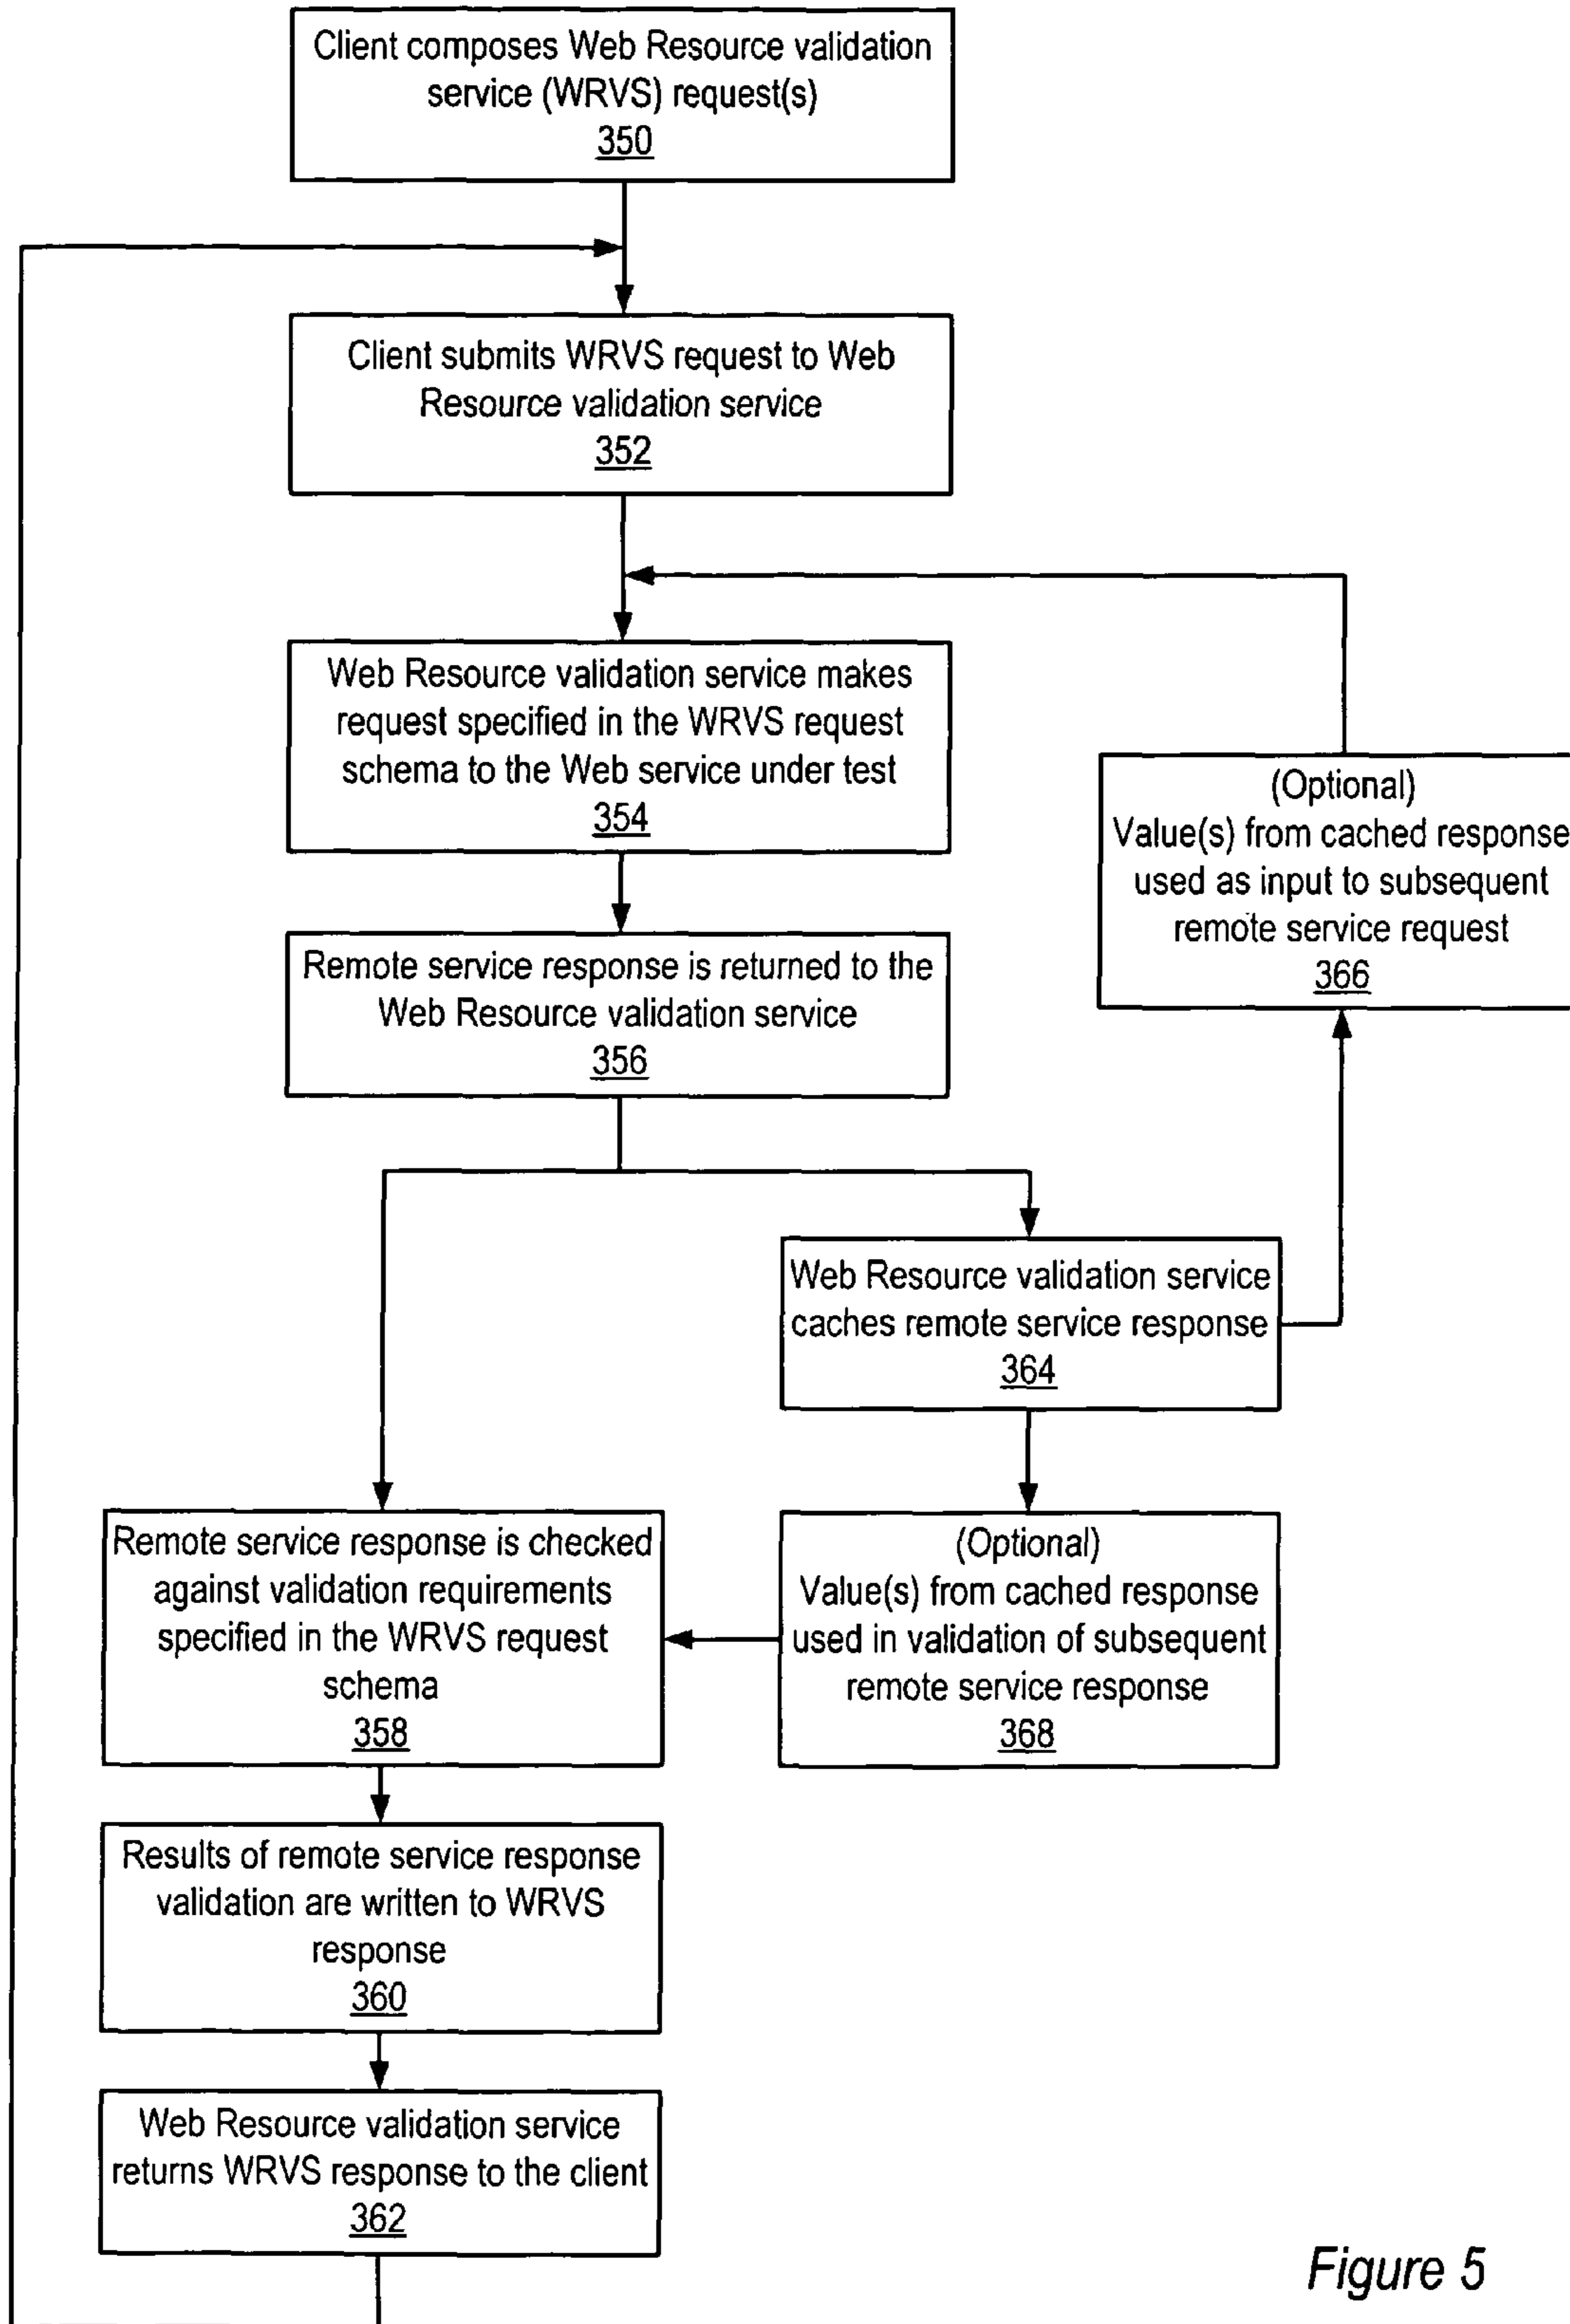 Client composes Web Resource validation
service (WRVS) request(s)
350
Client submits WRVS request to Web
Resource validation service
352
Web Resource validation service makes
request specified in the WRVS request
schema to the Web service under test
354
(Optional)
Value(s) from cached response
used as input to subsequent
remote service request
366
Remote service response is returned to the
Web Resource validation service
356
Web Resource validation service
caches remote service response
364
Remote service response is checked
against validation requirements
specified in the WRVS request
schema
358
(Optional)
Value(s) from cached response
used in validation of subsequent
remote service response
368
Results of remote service response
validation are written to WRVS
response
360
Web Resource validation service
returns WRVS response to the client
362
Figure 5